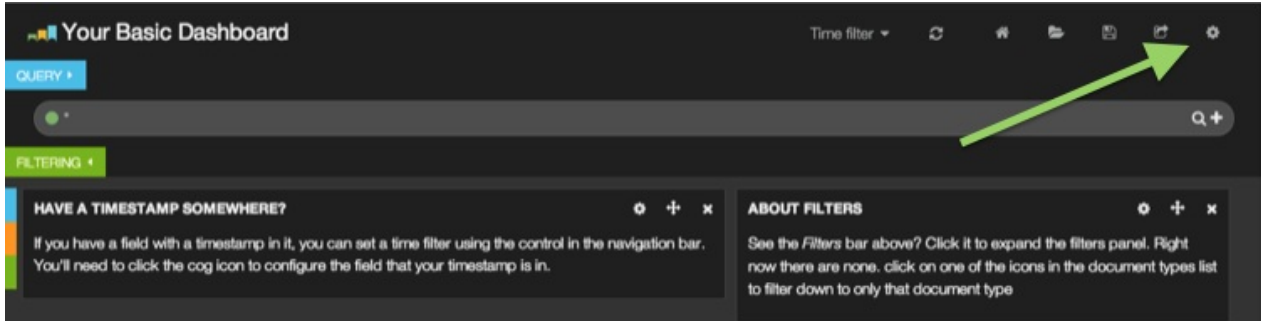 Your Basic Dashboard
Time filter
QUERY
*
FILTERING
HAVE A TIMESTAMP SOMEWHERE?
If you have a field with a timestamp in it, you can set a time filter using the control in the navigation bar.
You'll need to click the cog icon to configure the field that your timestamp is in.
ABOUT FILTERS
See the Filters bar above? Click it to expand the filters panel. Right
now there are none. click on one of the icons in the document types list
to filter down to only that document type